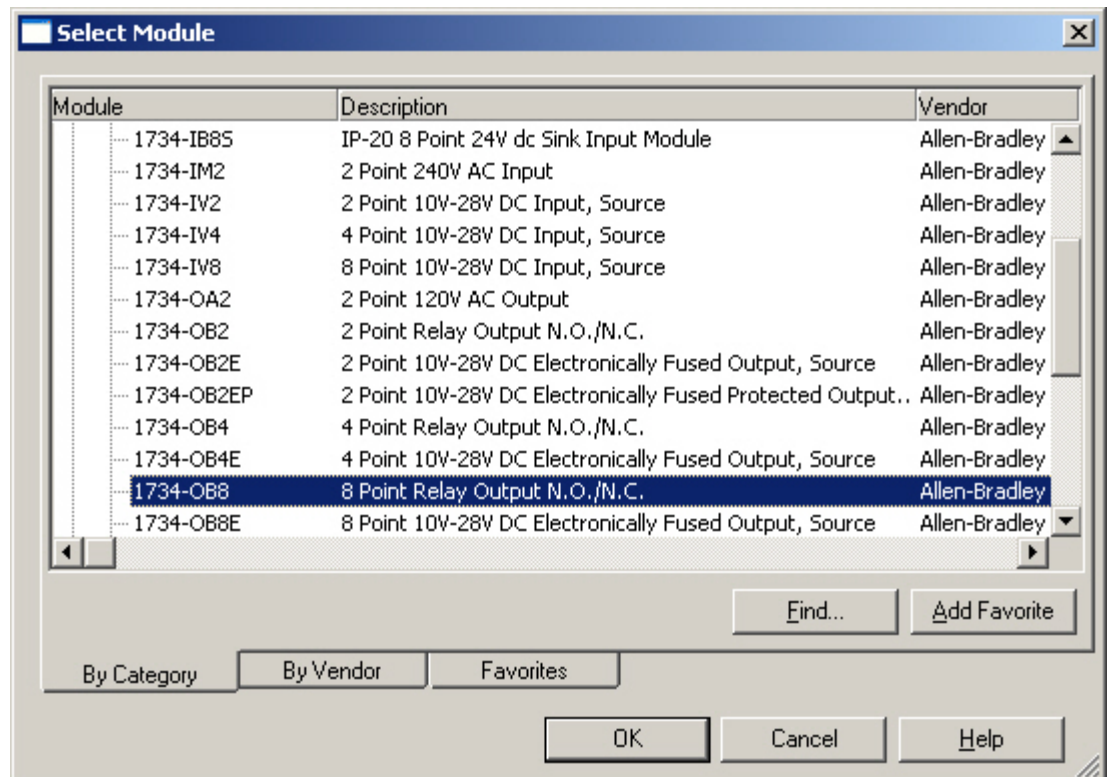 Select Module
Module Description Vendor
1734-IB8S IP-20 8 Point 24V dc Sink Input Module Allen-Bradley
1734-IM2 2 Point 240V AC Input Allen-Bradley
1734-IV2 2 Point 10V-28V DC Input, Source Allen-Bradley
1734-IV4 4 Point 10V-28V DC Input, Source Allen-Bradley
1734-IV8 8 Point 10V-28V DC Input, Source Allen-Bradley
1734-OA2 2 Point 120V AC Output Allen-Bradley
1734-OB2 2 Point Relay Output N.O./N.C. Allen-Bradley
1734-OB2E 2 Point 10V-28V DC Electronically Fused Output, Source Allen-Bradley
1734-OB2EP 2 Point 10V-28V DC Electronically Fused Protected Output.. Allen-Bradley
1734-OB4 4 Point Relay Output N.O./N.C. Allen-Bradley
1734-OB4E 4 Point 10V-28V DC Electronically Fused Output, Source Allen-Bradley
1734-OB8 8 Point Relay Output N.O./N.C. Allen-Bradley
1734-OB8E 8 Point 10V-28V DC Electronically Fused Output, Source Allen-Bradley
Find... Add Favorite
By Category By Vendor Favorites
OK Cancel Help